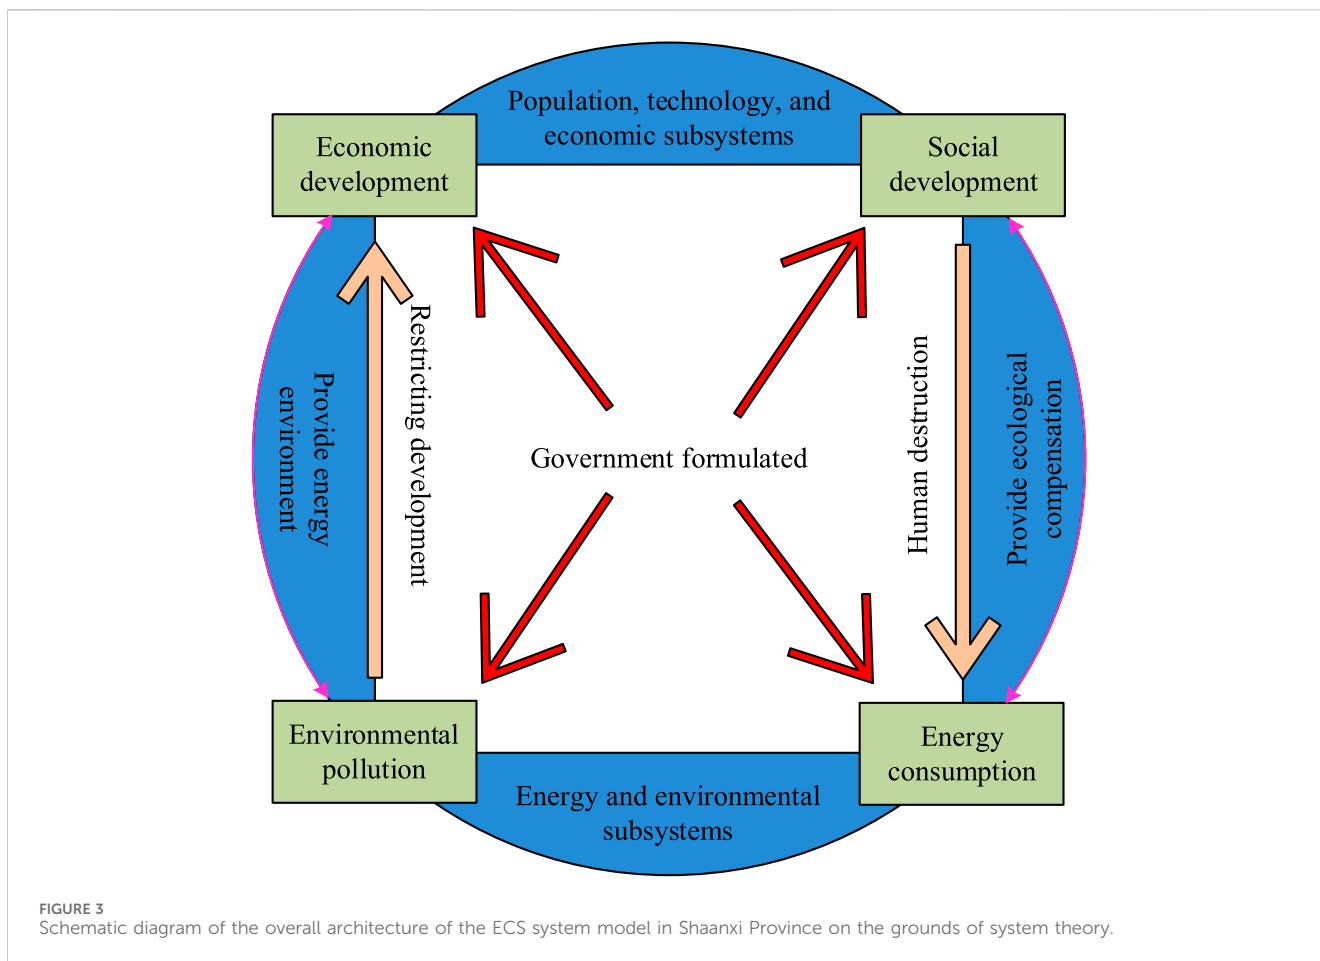 Population, technology, and
economic subsystems
Economic
development
Social
development
Provide energy
environment
Restricting development
Government formulated
Human destruction
Provide ecological
compensation
Environmental
pollution
Energy
consumption
Energy and environmental
subsystems
FIGURE 3
Schematic diagram of the overall architecture of the ECS system model in Shaanxi Province on the grounds of system theory.